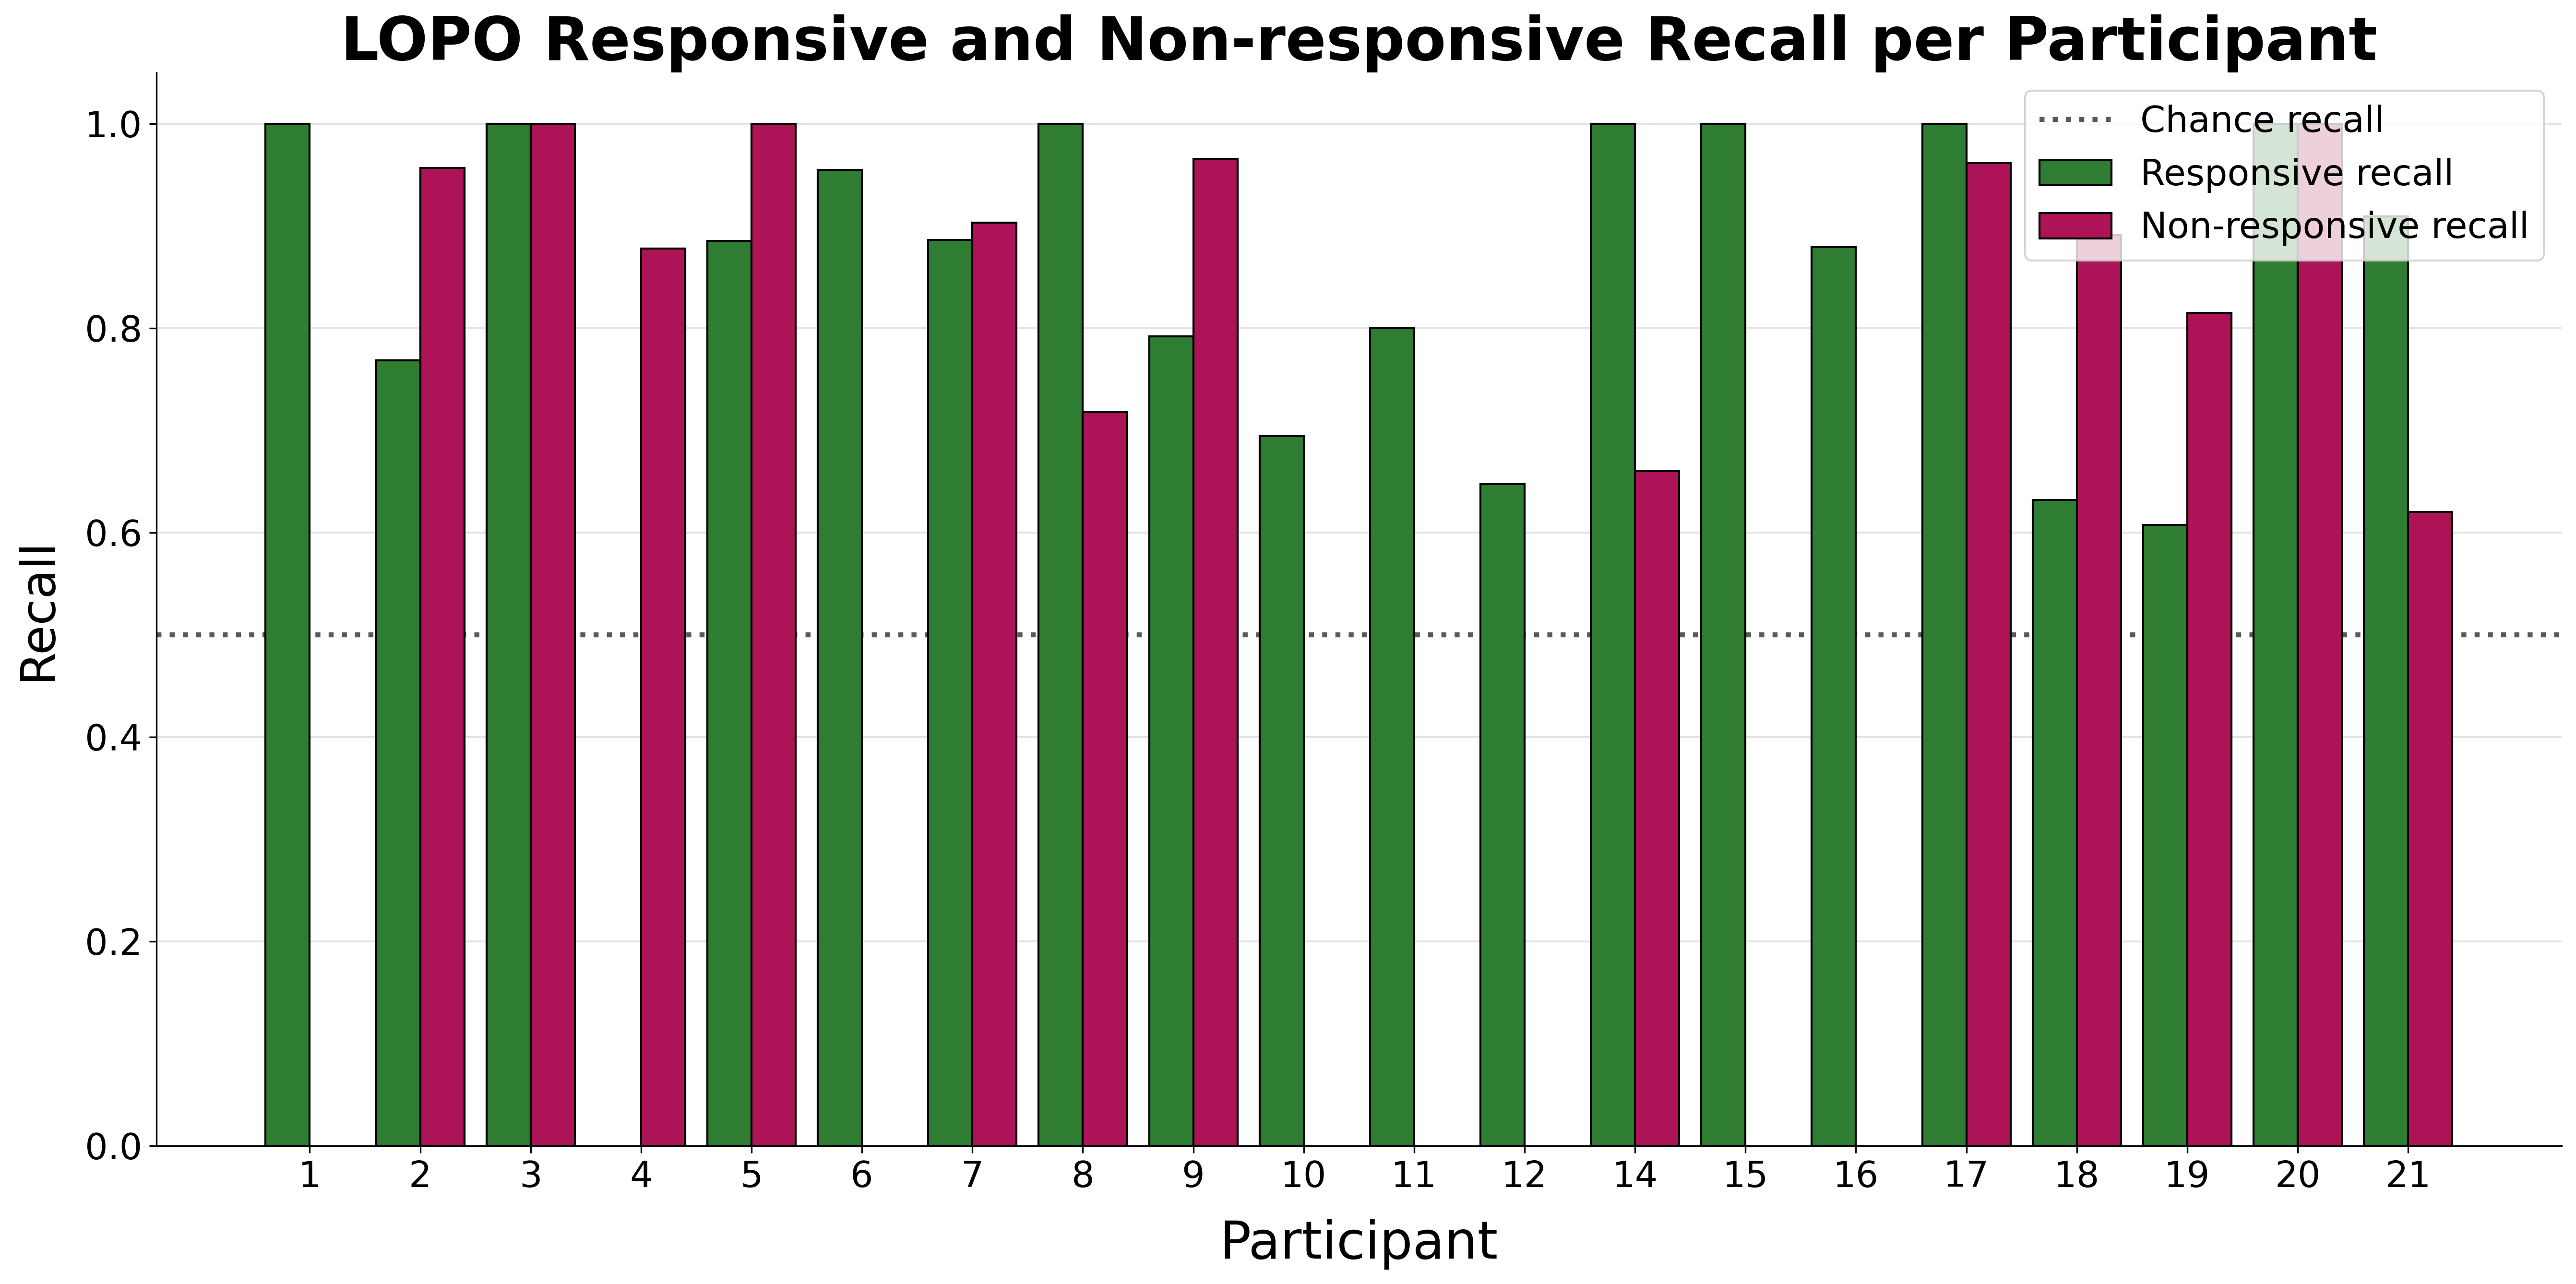 LOPO Responsive and Non-responsive Recall per Participant
Chance recall
Responsive recall
Non-responsive recall
1.0
0.8
0.6
0.4
0.2
0.0
Recall
1 2 3 4 5 6 7 8 9 10 11 12 14 15 16 17 18 19 20 21
Participant